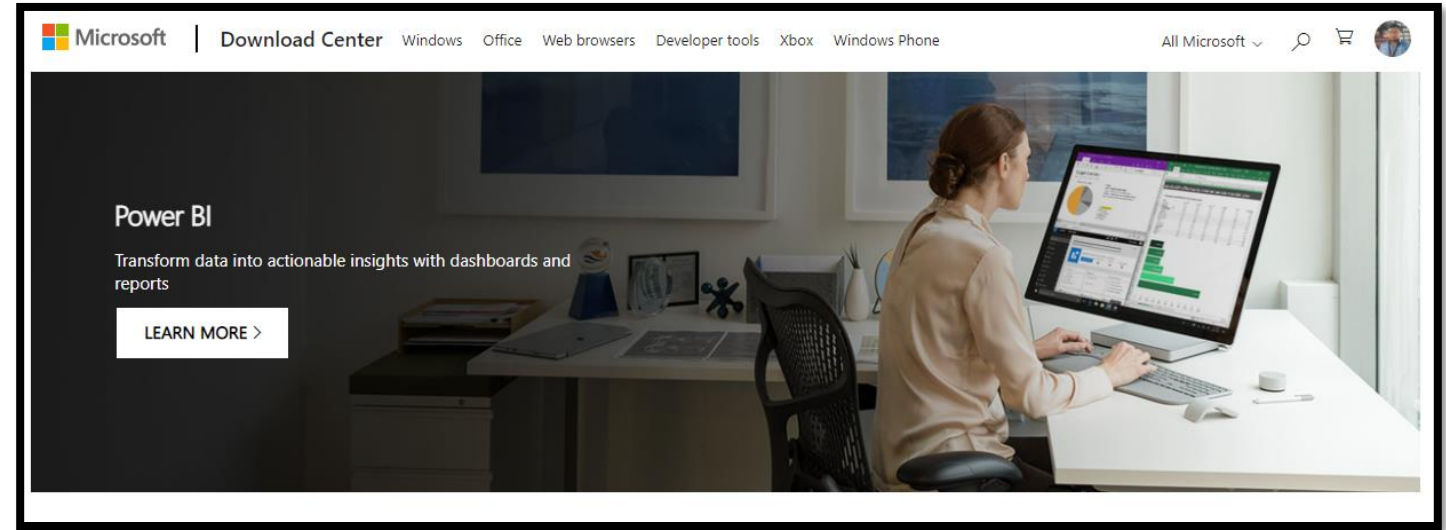 Microsoft | Download Center Windows Office Web browsers Developer tools Xbox Windows Phone All Microsoft
Power BI
Transform data into actionable insights with dashboards and
reports
LEARN MORE >